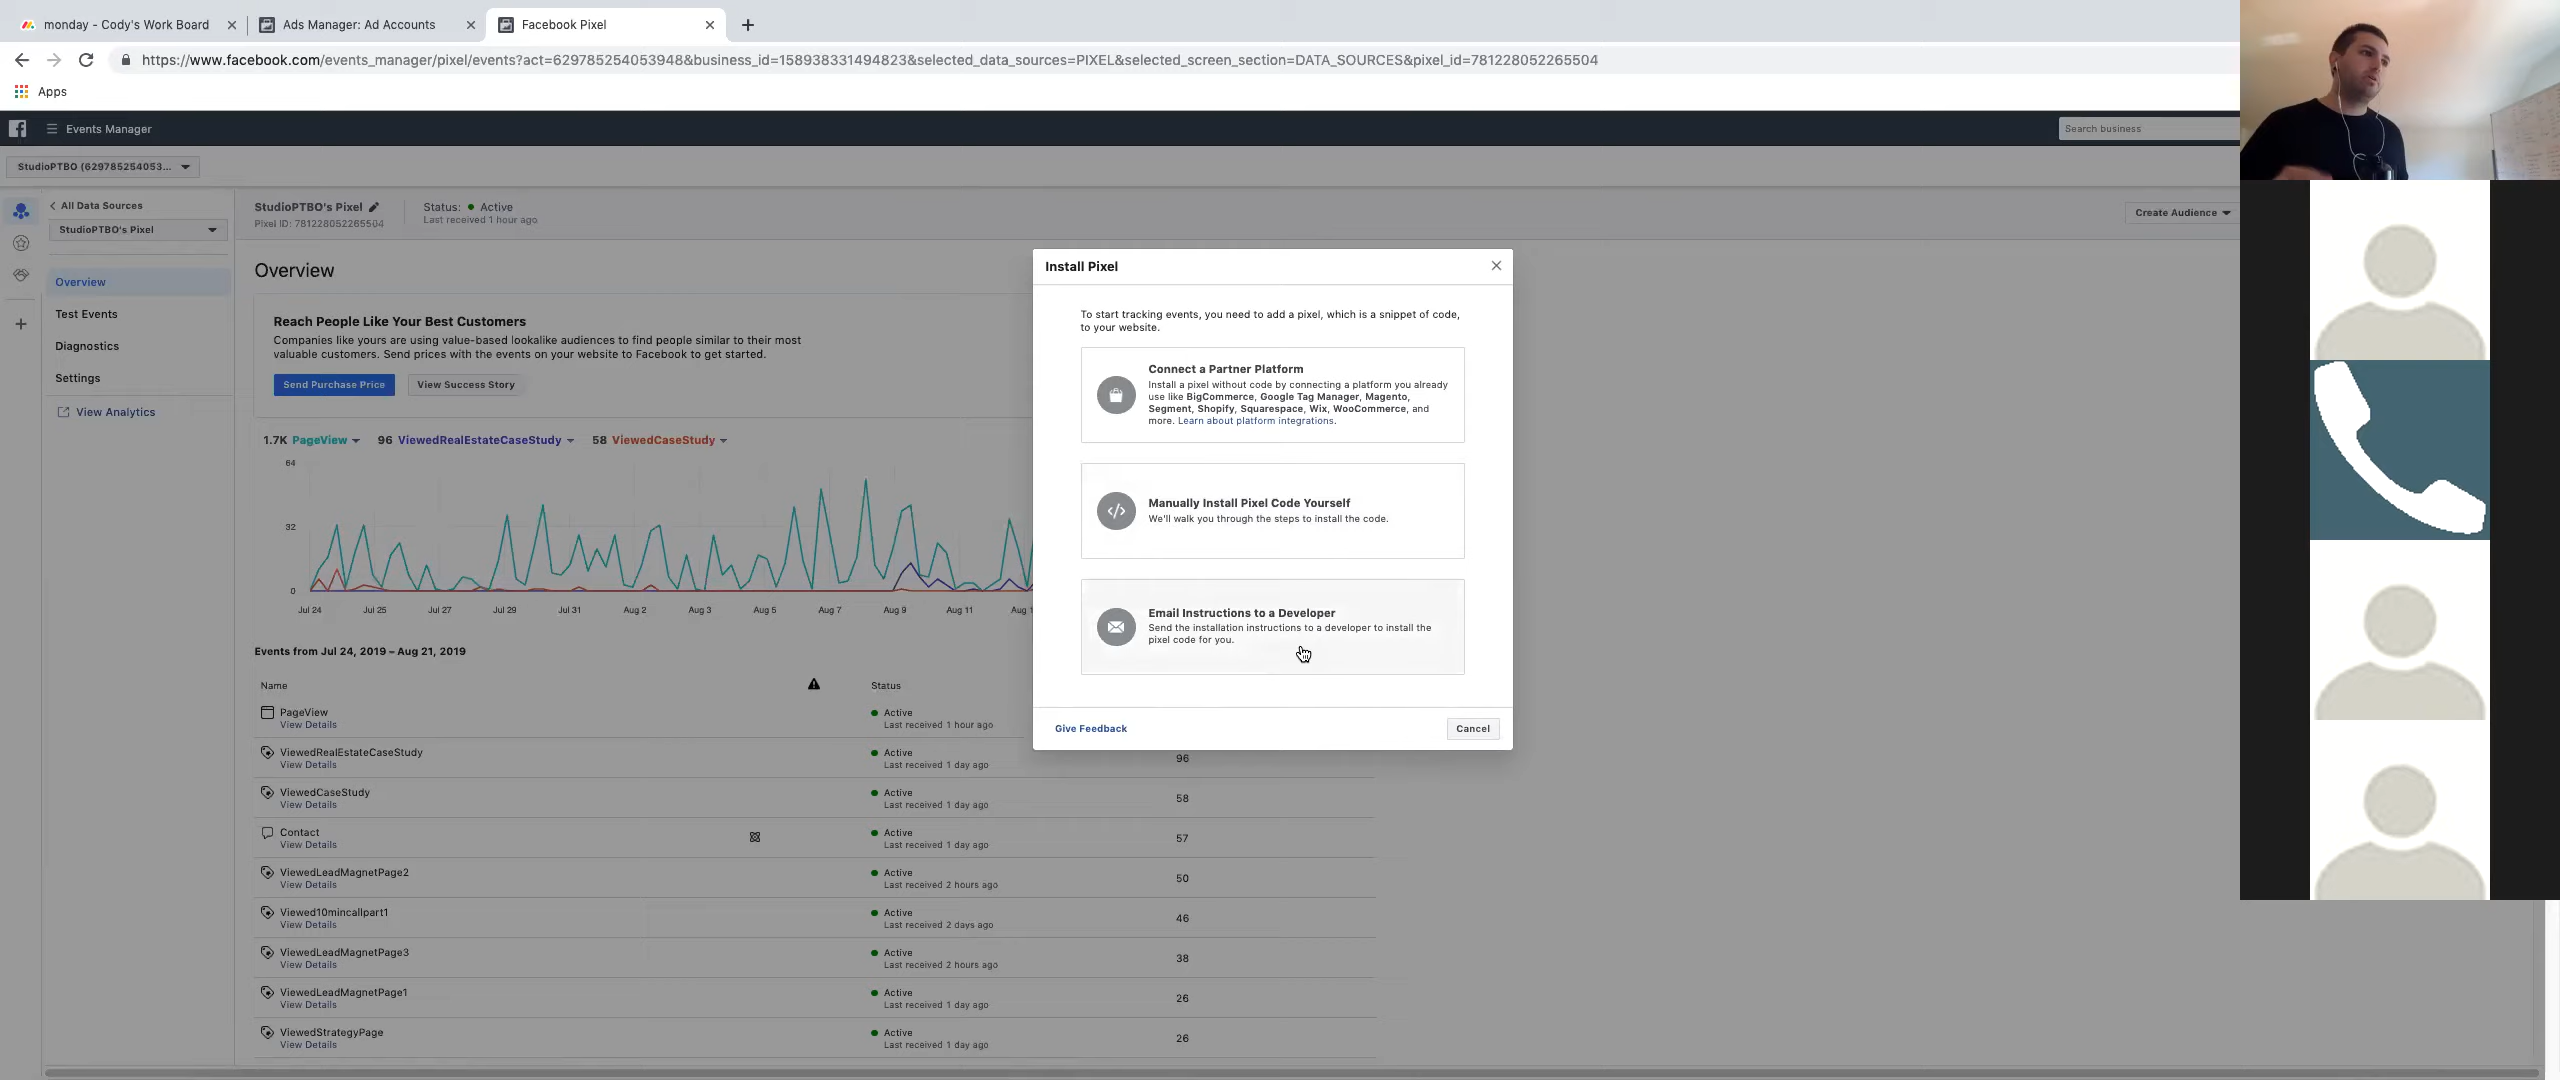 monday - Cody's Work Board
Ads Manager: Ad Accounts
Facebook Pixel
https://www.facebook.com/events_manager/pixel/events?act=629785254053948&business_id=1589383314948​23&selected_data_sources=PIXEL&selected_screen_section=DATA_SOURCES&pixel_id=781228052265504
Apps
Events Manager
Search business
StudioPTBO (629785254053...
All Data Sources
StudioPTBO's Pixel
Overview
Test Events
Diagnostics
Settings
View Analytics
StudioPTBO's Pixel
Pixel ID: 781228052265504
Status: Active
Last received 1 hour ago
Create Audience
Overview
Reach People Like Your Best Customers
Companies like yours are using value-based lookalike audiences to find people similar to their most
valuable customers. Send prices with the events on your website to Facebook to get started.
Send Purchase Price
View Success Story
1.7K PageView 96 ViewedRealEstateCaseStudy 58 ViewedCaseStudy
64
32
0
Jul 24 Jul 25 Jul 27 Jul 29 Jul 31 Aug 2 Aug 3 Aug 5 Aug 7 Aug 9 Aug 11 Aug 1
Events from Jul 24, 2019 – Aug 21, 2019
Name Status
PageView Active
View Details Last received 1 hour ago
ViewedRealEstateCaseStudy Active
View Details Last received 1 day ago 96
ViewedCaseStudy Active
View Details Last received 1 day ago 58
Contact Active
View Details Last received 1 day ago 57
ViewedLeadMagnetPage2 Active
View Details Last received 2 hours ago 50
Viewed10mincallpart1 Active
View Details Last received 2 days ago 46
ViewedLeadMagnetPage3 Active
View Details Last received 2 hours ago 38
ViewedLeadMagnetPage1 Active
View Details Last received 1 day ago 26
ViewedStrategyPage Active
View Details Last received 1 day ago 26
Install Pixel
To start tracking events, you need to add a pixel, which is a snippet of code,
to your website.
Connect a Partner Platform
Install a pixel without code by connecting a platform you already
use like BigCommerce, Google Tag Manager, Magento,
Segment, Shopify, Squarespace, Wix, WooCommerce, and
more. Learn about platform integrations.
Manually Install Pixel Code Yourself
We'll walk you through the steps to install the code.
Email Instructions to a Developer
Send the installation instructions to a developer to install the
pixel code for you.
Give Feedback
Cancel